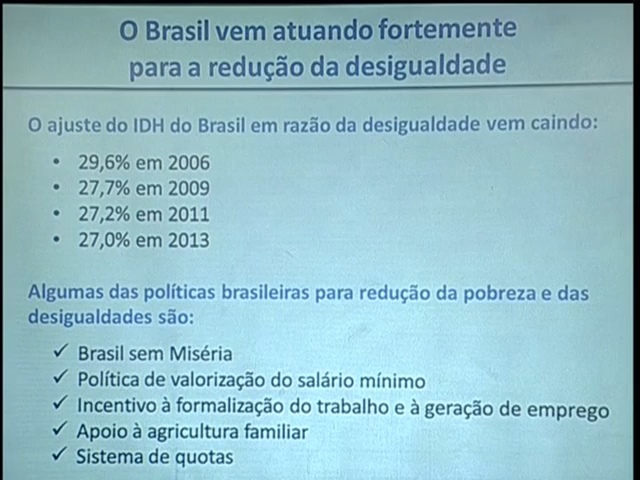 O Brasil vem atuando fortemente
para a redução da desigualdade
O ajuste do IDH do Brasil em razão da desigualdade vem caindo:
• 29,6% em 2006
• 27,7% em 2009
• 27,2% em 2011
• 27,0% em 2013
Algumas das políticas brasileiras para redução da pobreza e das
desigualdades são:
✓ Brasil sem Miséria
✓ Política de valorização do salário mínimo
✓ Incentivo à formalização do trabalho e à geração de emprego
✓ Apoio à agricultura familiar
✓ Sistema de quotas